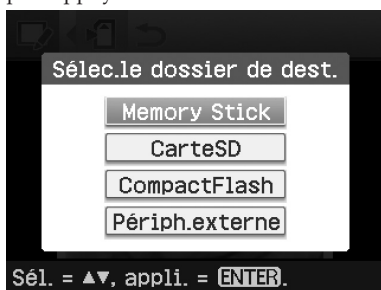 Sélec.le dossier de dest.
Memory Stick
CarteSD
CompactFlash
Périph.externe
Sél. = ▲▼, appli. = ENTER.